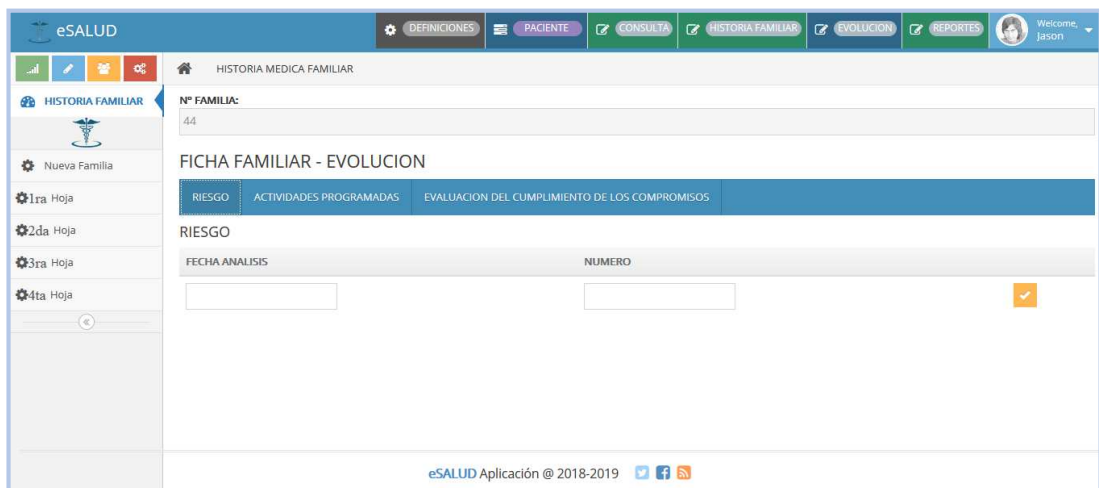 eSALUD
DEFINICIONES PACIENTE CONSULTA HISTORIA FAMILIAR EVOLUCION REPORTES Welcome, Jason
HISTORIA MEDICA FAMILIAR
HISTORIA FAMILIAR
Nueva Familia
1ra Hoja
2da Hoja
3ra Hoja
4ta Hoja
Nº FAMILIA:
44
FICHA FAMILIAR - EVOLUCION
RIESGO ACTIVIDADES PROGRAMADAS EVALUACION DEL CUMPLIMIENTO DE LOS COMPROMISOS
RIESGO
FECHA ANALISIS NUMERO
eSALUD Aplicación @ 2018-2019